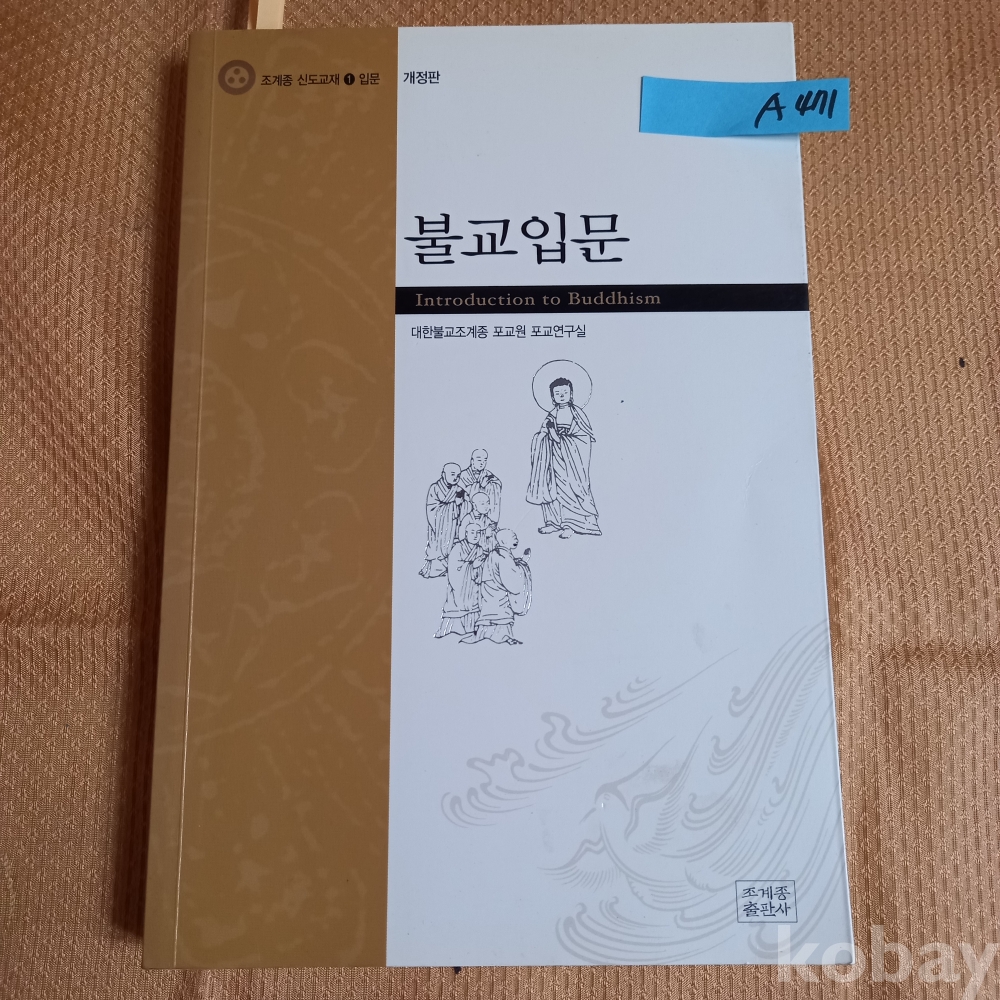 조계종 신도교재 ❶ 입문 개정판
A 471
불교입문
Introduction to Buddhism
대한불교조계종 포교원 포교연구실
조계종
출판사
kobay